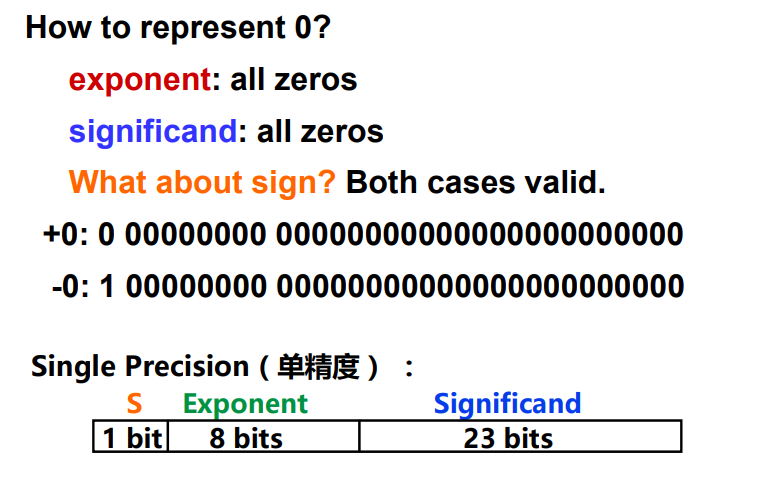 How to represent 0?
exponent: all zeros
significand: all zeros
What about sign? Both cases valid.
+0: 0 00000000 00000000000000000000000
-0: 1 00000000 00000000000000000000000
Single Precision ( 单精度 ) :
S Exponent Significand
1 bit 8 bits 23 bits